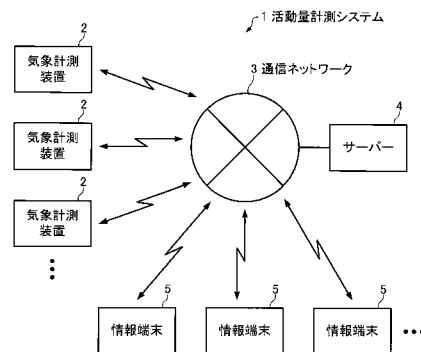 1 活動量計測システム
2
気象計測
装置
3 通信ネットワーク
2
気象計測
装置
4
サーバー
2
気象計測
装置
5
情報端末
5
情報端末
5
情報端末